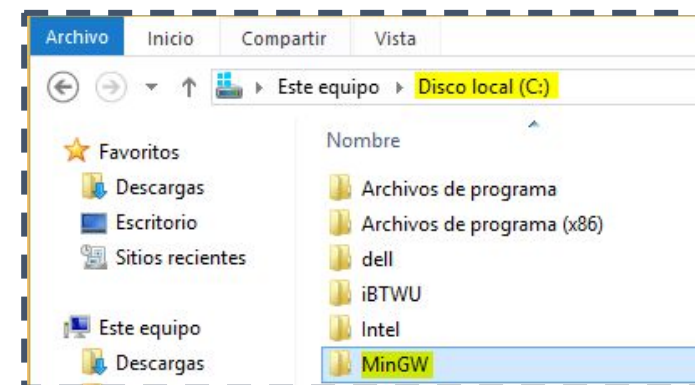 Archivo Inicio Compartir Vista
Este equipo Disco local (C:)
Favoritos
Descargas
Escritorio
Sitios recientes
Este equipo
Descargas
Nombre
Archivos de programa
Archivos de programa (x86)
dell
iBTWU
Intel
MinGW